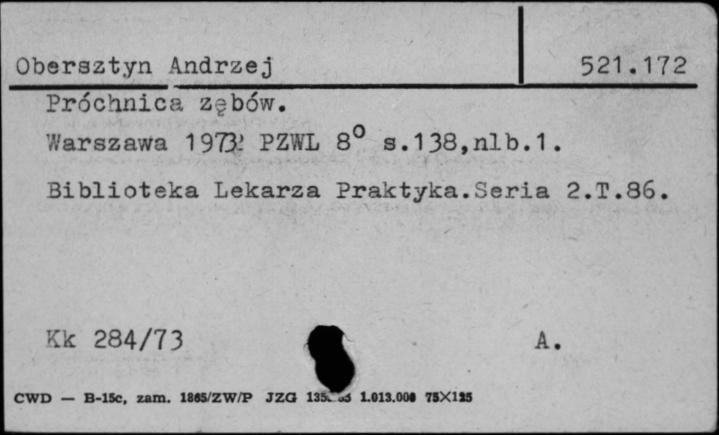 Obersztyn Andrzej 521.172
Próchnica zębów.
Warszawa 1973. PZWL 8° s.138,nlb.1.
Biblioteka Lekarza Praktyka.Seria 2.T.86.
Kk 284/73 A.
CWD — B-15c, zam. 1865/ZW/P JZG 1.013.000 75X125